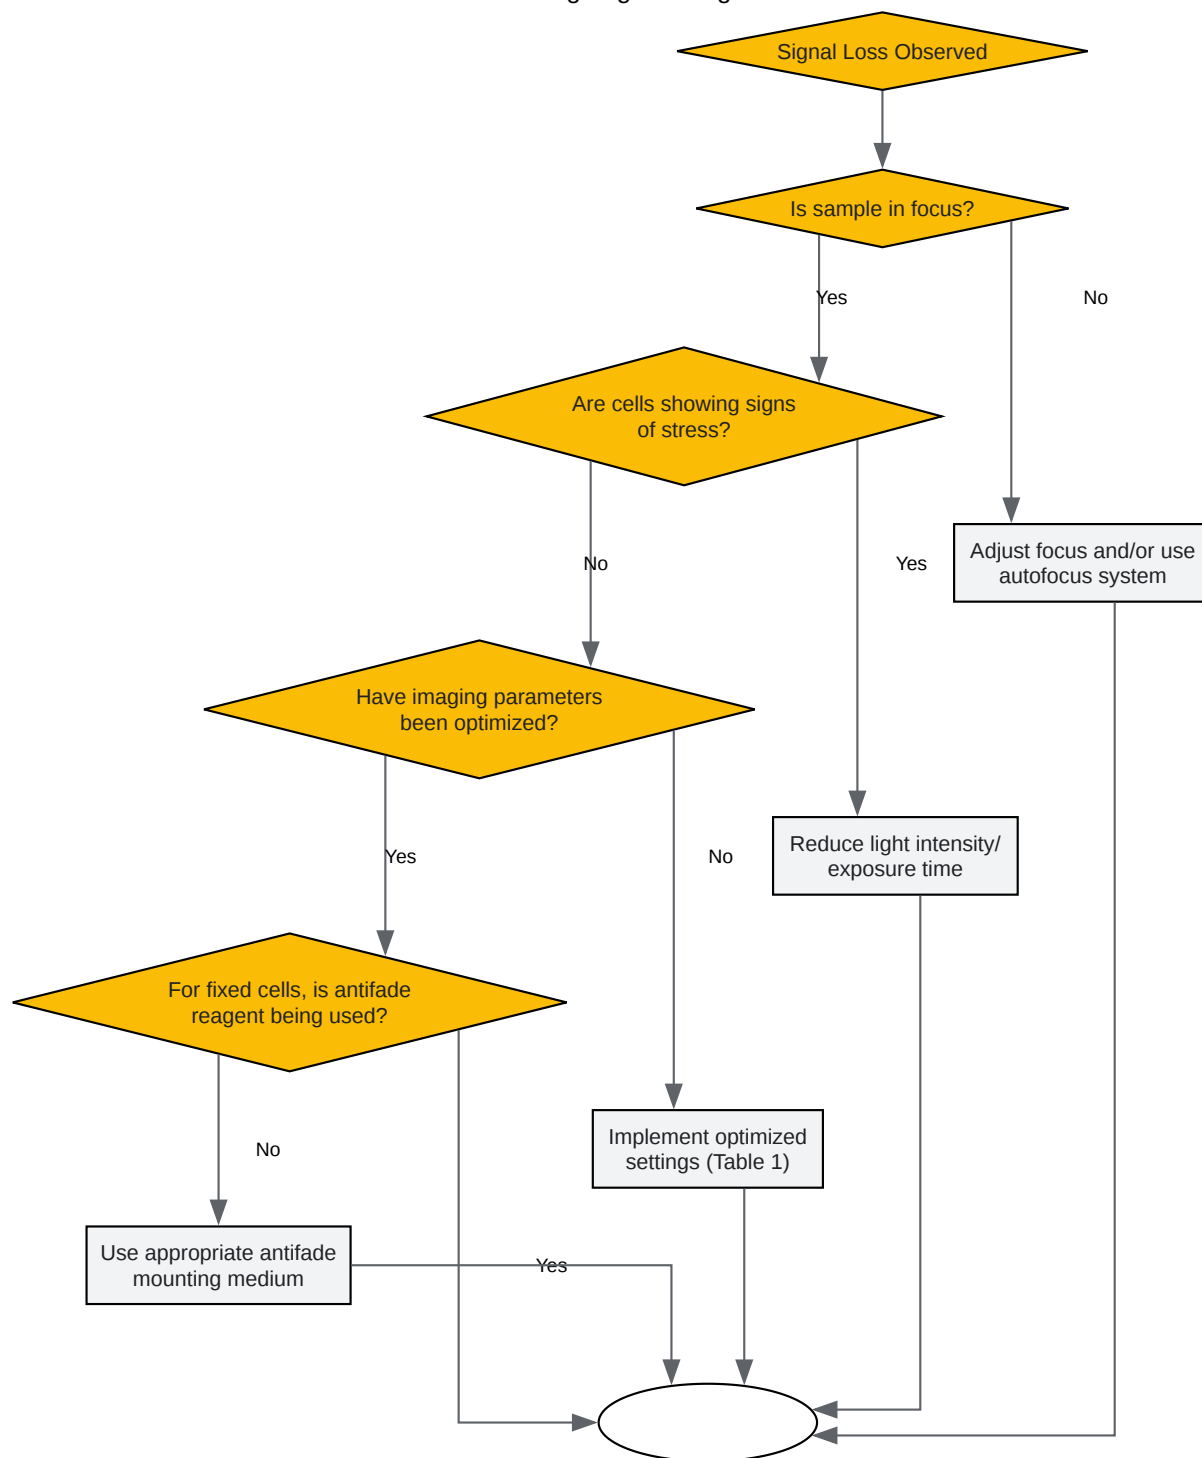 Signal Loss Observed
Is sample in focus?
Yes
No
Are cells showing signs
of stress?
No
Yes
Adjust focus and/or use
autofocus system
Have imaging parameters
been optimized?
Yes
No
Reduce light intensity/
exposure time
For fixed cells, is antifade
reagent being used?
No
Implement optimized
settings (Table 1)
Use appropriate antifade
mounting medium
Yes